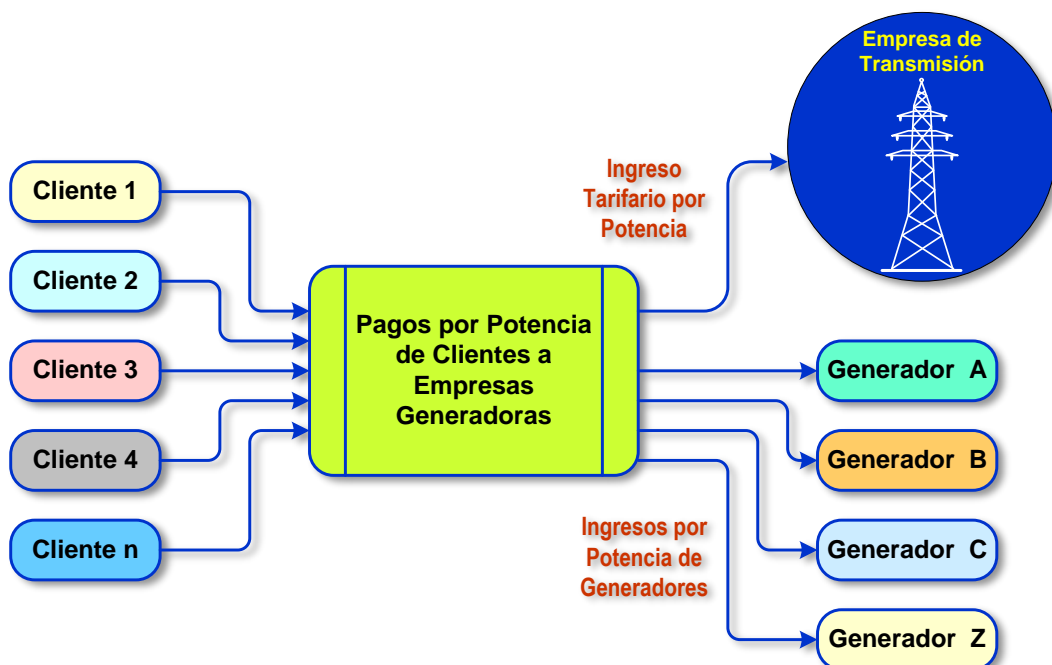 Empresa de
Transmisión
Ingreso
Tarifario por
Potencia
Cliente 1
Cliente 2
Cliente 3
Cliente 4
Cliente n
Pagos por Potencia
de Clientes a
Empresas
Generadoras
Generador A
Generador B
Generador C
Generador Z
Ingresos por
Potencia de
Generadores